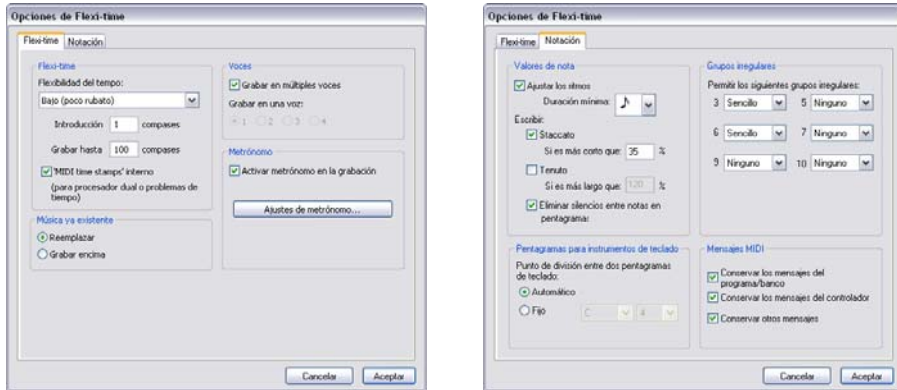 Opciones de Flexi-time
Flexi-time Notación
Flexi-time
Flexibilidad del tempo:
Bajo (poco rubato)
Introducción 1 compases
Grabar hasta 100 compases
'MIDI time stamps' interno
(para procesador dual o problemas de
tiempo)
Música ya existente
Reemplazar
Grabar encima
Voces
Grabar en múltiples voces
Grabar en una voz:
1 2 3 4
Metrónomo
Activar metrónomo en la grabación
Ajustes de metrónomo...
Cancelar Aceptar
Opciones de Flexi-time
Flexi-time Notación
Valores de nota
Ajustar los ritmos
Duración mínima:
Escribir:
Staccato
Si es más corto que: 35 %
Tenuto
Si es más largo que: 120 %
Eliminar silencios entre notas en
pentagrama:
Pentagramas para instrumentos de teclado
Punto de división entre dos pentagramas
de teclado:
Automático
Fijo C 4
Grupos irregulares
Permitir los siguientes grupos irregulares:
3 Sencillo 5 Ninguno
6 Sencillo 7 Ninguno
9 Ninguno 10 Ninguno
Mensajes MIDI
Conservar los mensajes del
programa/banco
Conservar los mensajes del controlador
Conservar otros mensajes
Cancelar Aceptar